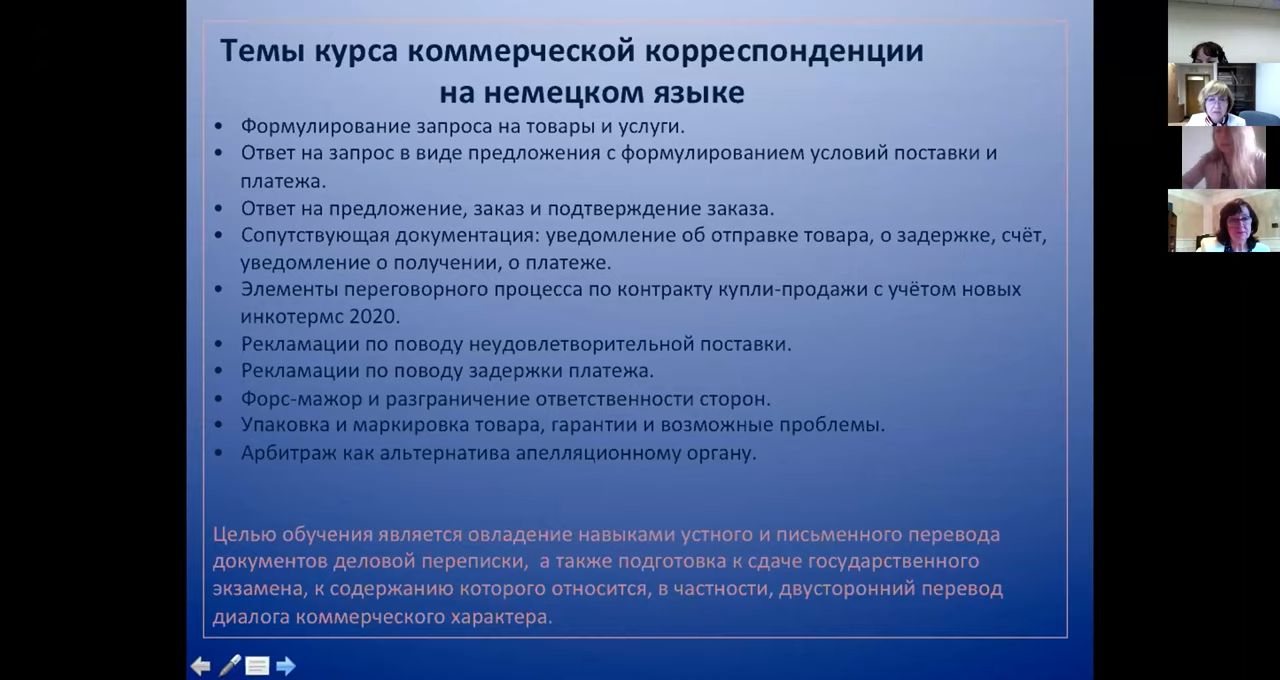 Темы курса коммерческой корреспонденции
на немецком языке
• Формулирование запроса на товары и услуги.
• Ответ на запрос в виде предложения с формулированием условий поставки и
платежа.
• Ответ на предложение, заказ и подтверждение заказа.
• Сопутствующая документация: уведомление об отправке товара, о задержке, счёт,
уведомление о получении, о платеже.
• Элементы переговорного процесса по контракту купли-продажи с учётом новых
инкотермс 2020.
• Рекламации по поводу неудовлетворительной поставки.
• Рекламации по поводу задержки платежа.
• Форс-мажор и разграничение ответственности сторон.
• Упаковка и маркировка товара, гарантии и возможные проблемы.
• Арбитраж как альтернатива апелляционному органу.
Целью обучения является овладение навыками устного и письменного перевода
документов деловой переписки, а также подготовка к сдаче государственного
экзамена, к содержанию которого относится, в частности, двусторонний перевод
диалога коммерческого характера.